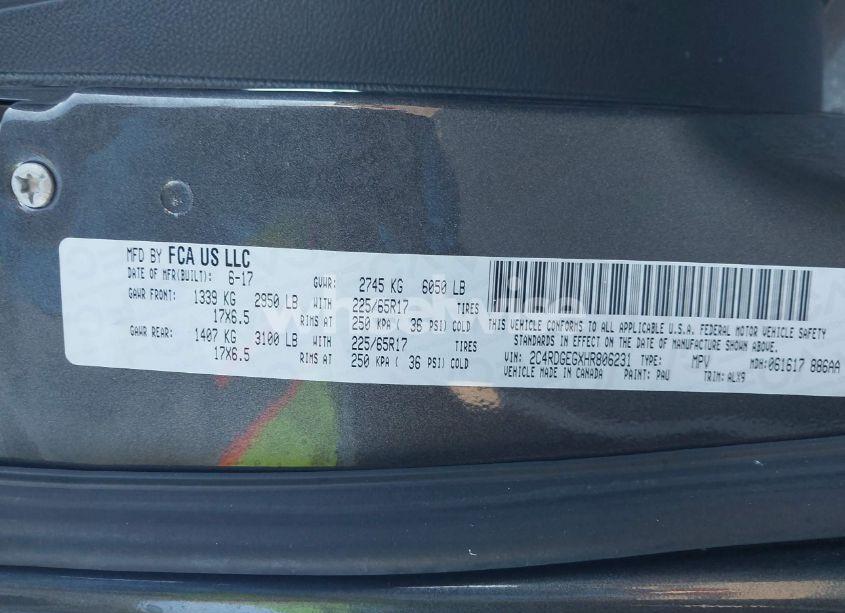 MFD BY FCA US LLC
DATE OF MFR(BUILT): 6-17 GVWR: 2745 KG 6050 LB
GAWR FRONT: 1339 KG 2950 LB WITH 225/65R17 TIRES
17X6.5 RIMS AT 250 KPA ( 36 PSI) COLD
GAWR REAR: 1407 KG 3100 LB WITH 225/65R17 TIRES
17X6.5 RIMS AT 250 KPA ( 36 PSI) COLD
THIS VEHICLE CONFORMS TO ALL APPLICABLE U.S.A. FEDERAL MOTOR VEHICLE SAFETY
STANDARDS IN EFFECT ON THE DATE OF MANUFACTURE SHOWN ABOVE.
VIN: 2C4RDGEGXHR806231 TYPE: MPV MDH:061617 886AA
VEHICLE MADE IN CANADA PAINT: PAU TRIM: ALX9